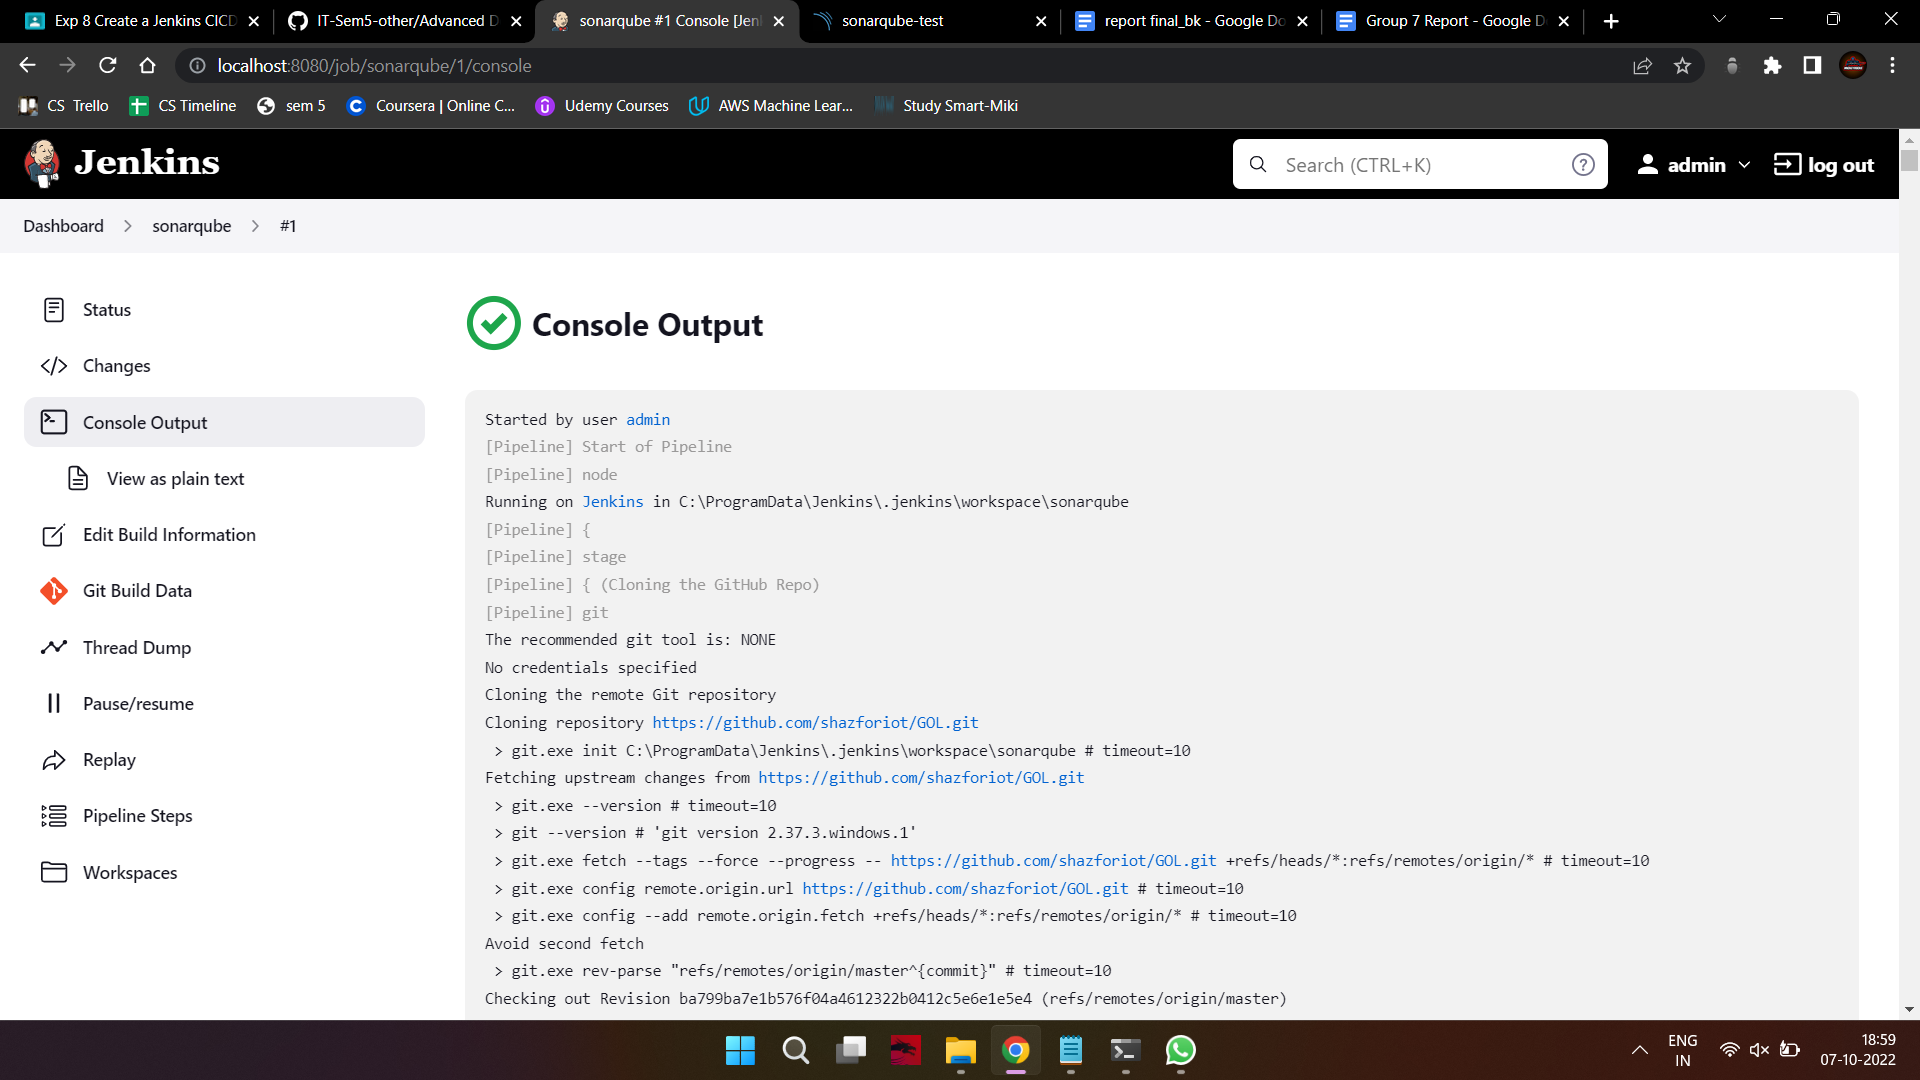 Exp 8 Create a Jenkins CICD
IT-Sem5-other/Advanced D
sonarqube #1 Console [Jen
sonarqube-test
report final_bk - Google Do
Group 7 Report - Google D
localhost:8080/job/sonarqube/1/console
CS Trello
CS Timeline
sem 5
Coursera | Online C...
Udemy Courses
AWS Machine Lear...
Study Smart-Miki
Jenkins
Search (CTRL+K)
admin
log out
Dashboard
sonarqube
#1
Status
Changes
Console Output
View as plain text
Edit Build Information
Git Build Data
Thread Dump
Pause/resume
Replay
Pipeline Steps
Workspaces
Console Output
Started by user admin
[Pipeline] Start of Pipeline
[Pipeline] node
Running on Jenkins in C:\ProgramData\Jenkins\.jenkins\workspace\sonarqube
[Pipeline] {
[Pipeline] stage
[Pipeline] { (Cloning the GitHub Repo)
[Pipeline] git
The recommended git tool is: NONE
No credentials specified
Cloning the remote Git repository
Cloning repository https://github.com/shazforiot/GOL.git
> git.exe init C:\ProgramData\Jenkins\.jenkins\workspace\sonarqube # timeout=10
Fetching upstream changes from https://github.com/shazforiot/GOL.git
> git.exe --version # timeout=10
> git --version # 'git version 2.37.3.windows.1'
> git.exe fetch --tags --force --progress -- https://github.com/shazforiot/GOL.git +refs/heads/*:refs/remotes/origin/* # timeout=10
> git.exe config remote.origin.url https://github.com/shazforiot/GOL.git # timeout=10
> git.exe config --add remote.origin.fetch +refs/heads/*:refs/remotes/origin/* # timeout=10
Avoid second fetch
> git.exe rev-parse "refs/remotes/origin/master^{commit}" # timeout=10
Checking out Revision ba799ba7e1b576f04a4612322b0412c5e6e1e5e4 (refs/remotes/origin/master)
ENG
IN
18:59
07-10-2022